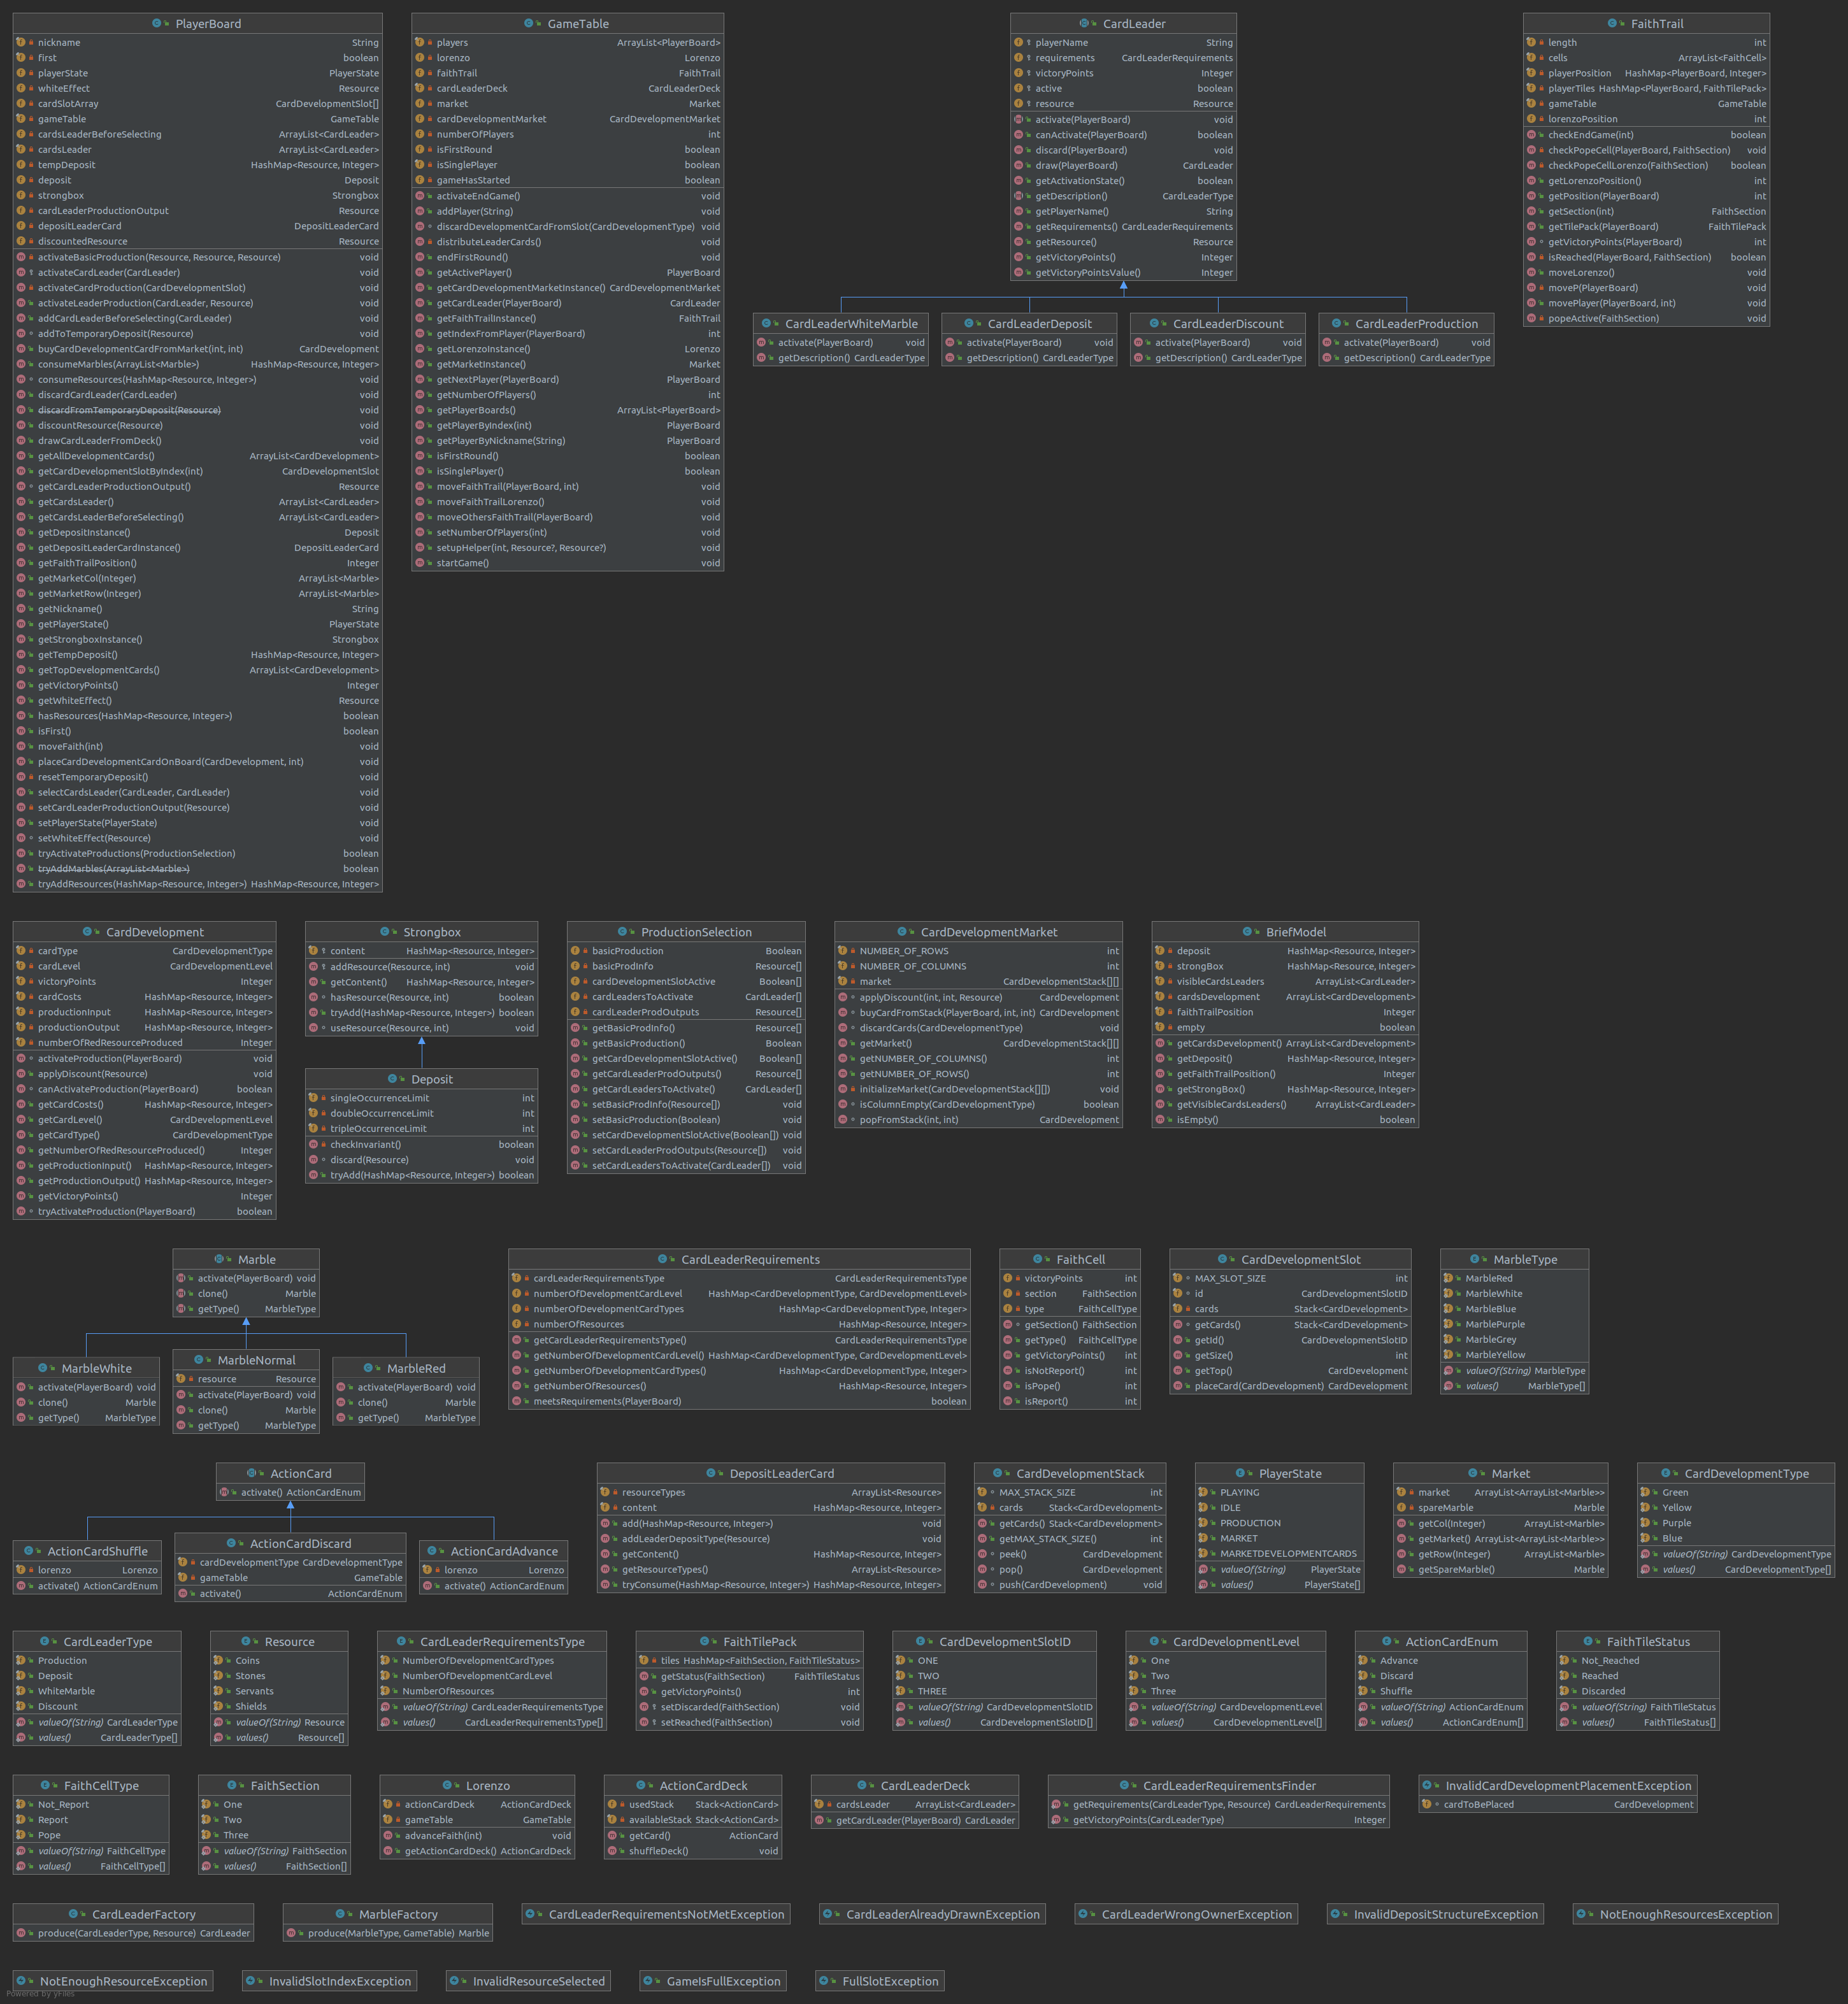 PlayerBoard
nickname String
first boolean
playerState PlayerState
whiteEffect Resource
cardSlotArray CardDevelopmentSlot[]
gameTable GameTable
cardsLeaderBeforeSelecting ArrayList<CardLeader>
cardsLeader ArrayList<CardLeader>
tempDeposit HashMap<Resource, Integer>
deposit Deposit
strongbox Strongbox
cardLeaderProductionOutput Resource
depositLeaderCard DepositLeaderCard
discountedResource Resource
activateBasicProduction(Resource, Resource, Resource) void
activateCardLeader(CardLeader) void
activateCardProduction(CardDevelopmentSlot) void
activateLeaderProduction(CardLeader, Resource) void
addCardLeaderBeforeSelecting(CardLeader) void
addToTemporaryDeposit(Resource) void
buyCardDevelopmentCardFromMarket(int, int) CardDevelopment
consumeMarbles(ArrayList<Marble>) HashMap<Resource, Integer>
consumeResources(HashMap<Resource, Integer>) void
discardCardLeader(CardLeader) void
discardFromTemporaryDeposit(Resource) void
discountResource(Resource) void
drawCardLeaderFromDeck() void
getAllDevelopmentCards() ArrayList<CardDevelopment>
getCardDevelopmentSlotByIndex(int) CardDevelopmentSlot
getCardLeaderProductionOutput() Resource
getCardsLeader() ArrayList<CardLeader>
getCardsLeaderBeforeSelecting() ArrayList<CardLeader>
getDepositInstance() Deposit
getDepositLeaderCardInstance() DepositLeaderCard
getFaithTrailPosition() Integer
getMarketCol(Integer) ArrayList<Marble>
getMarketRow(Integer) ArrayList<Marble>
getNickname() String
getPlayerState() PlayerState
getStrongboxInstance() Strongbox
getTempDeposit() HashMap<Resource, Integer>
getTopDevelopmentCards() ArrayList<CardDevelopment>
getVictoryPoints() Integer
getWhiteEffect() Resource
hasResources(HashMap<Resource, Integer>) boolean
isFirst() boolean
moveFaith(int) void
placeCardDevelopmentCardOnBoard(CardDevelopment, int) void
resetTemporaryDeposit() void
selectCardsLeader(CardLeader, CardLeader) void
setCardLeaderProductionOutput(Resource) void
setPlayerState(PlayerState) void
setWhiteEffect(Resource) void
tryActivateProductions(ProductionSelection) boolean
tryAddMarbles(ArrayList<Marble>) boolean
tryAddResources(HashMap<Resource, Integer>) HashMap<Resource, Integer>
GameTable
players ArrayList<PlayerBoard>
lorenzo Lorenzo
faithTrail FaithTrail
cardLeaderDeck CardLeaderDeck
market Market
cardDevelopmentMarket CardDevelopmentMarket
numberOfPlayers int
isFirstRound boolean
isSinglePlayer boolean
gameHasStarted boolean
activateEndGame() void
addPlayer(String) void
discardDevelopmentCardFromSlot(CardDevelopmentType) void
distributeLeaderCards() void
endFirstRound() void
getActivePlayer() PlayerBoard
getCardDevelopmentMarketInstance() CardDevelopmentMarket
getCardLeader(PlayerBoard) CardLeader
getFaithTrailInstance() FaithTrail
getIndexFromPlayer(PlayerBoard) int
getLorenzoInstance() Lorenzo
getMarketInstance() Market
getNextPlayer(PlayerBoard) PlayerBoard
getNumberOfPlayers() int
getPlayerBoards() ArrayList<PlayerBoard>
getPlayerByIndex(int) PlayerBoard
getPlayerByNickname(String) PlayerBoard
isFirstRound() boolean
isSinglePlayer() boolean
moveFaithTrail(PlayerBoard, int) void
moveFaithTrailLorenzo() void
moveOthersFaithTrail(PlayerBoard) void
setNumberOfPlayers(int) void
setupHelper(int, Resource?, Resource?) void
startGame() void
CardLeader
playerName String
requirements CardLeaderRequirements
victoryPoints Integer
active boolean
resource Resource
activate(PlayerBoard) void
canActivate(PlayerBoard) boolean
discard(PlayerBoard) void
draw(PlayerBoard) CardLeader
getActivationState() boolean
getDescription() CardLeaderType
getPlayerName() String
getRequirements() CardLeaderRequirements
getResource() Resource
getVictoryPoints() Integer
getVictoryPointsValue() Integer
CardLeaderWhiteMarble
activate(PlayerBoard) void
getDescription() CardLeaderType
CardLeaderDeposit
activate(PlayerBoard) void
getDescription() CardLeaderType
CardLeaderDiscount
activate(PlayerBoard) void
getDescription() CardLeaderType
CardLeaderProduction
activate(PlayerBoard) void
getDescription() CardLeaderType
FaithTrail
length int
cells ArrayList<FaithCell>
playerPosition HashMap<PlayerBoard, Integer>
playerTiles HashMap<PlayerBoard, FaithTilePack>
gameTable GameTable
lorenzoPosition int
checkEndGame(int) boolean
checkPopeCell(PlayerBoard, FaithSection) void
checkPopeCellLorenzo(FaithSection) boolean
getLorenzoPosition() int
getPosition(PlayerBoard) int
getSection(int) FaithSection
getTilePack(PlayerBoard) FaithTilePack
getVictoryPoints(PlayerBoard) int
isReached(PlayerBoard, FaithSection) boolean
moveLorenzo() void
moveP(PlayerBoard) void
movePlayer(PlayerBoard, int) void
popeActive(FaithSection) void
CardDevelopment
cardType CardDevelopmentType
cardLevel CardDevelopmentLevel
victoryPoints Integer
cardCosts HashMap<Resource, Integer>
productionInput HashMap<Resource, Integer>
productionOutput HashMap<Resource, Integer>
numberOfRedResourceProduced Integer
activateProduction(PlayerBoard) void
applyDiscount(Resource) void
canActivateProduction(PlayerBoard) boolean
getCardCosts() HashMap<Resource, Integer>
getCardLevel() CardDevelopmentLevel
getCardType() CardDevelopmentType
getNumberOfRedResourceProduced() Integer
getProductionInput() HashMap<Resource, Integer>
getProductionOutput() HashMap<Resource, Integer>
getVictoryPoints() Integer
tryActivateProduction(PlayerBoard) boolean
Strongbox
content HashMap<Resource, Integer>
addResource(Resource, int) void
getContent() HashMap<Resource, Integer>
hasResource(Resource, int) boolean
tryAdd(HashMap<Resource, Integer>) boolean
useResource(Resource, int) void
Deposit
singleOccurrenceLimit int
doubleOccurrenceLimit int
tripleOccurrenceLimit int
checkInvariant() boolean
discard(Resource) void
tryAdd(HashMap<Resource, Integer>) boolean
ProductionSelection
basicProduction Boolean
basicProdInfo Resource[]
cardDevelopmentSlotActive Boolean[]
cardLeadersToActivate CardLeader[]
cardLeaderProdOutputs Resource[]
getBasicProdInfo() Resource[]
getBasicProduction() Boolean
getCardDevelopmentSlotActive() Boolean[]
getCardLeaderProdOutputs() Resource[]
getCardLeadersToActivate() CardLeader[]
setBasicProdInfo(Resource[]) void
setBasicProduction(Boolean) void
setCardDevelopmentSlotActive(Boolean[]) void
setCardLeaderProdOutputs(Resource[]) void
setCardLeadersToActivate(CardLeader[]) void
CardDevelopmentMarket
NUMBER_OF_ROWS int
NUMBER_OF_COLUMNS int
market CardDevelopmentStack[][]
applyDiscount(int, int, Resource) CardDevelopment
buyCardFromStack(PlayerBoard, int, int) CardDevelopment
discardCards(CardDevelopmentType) void
getMarket() CardDevelopmentStack[][]
getNUMBER_OF_COLUMNS() int
getNUMBER_OF_ROWS() int
initializeMarket(CardDevelopmentStack[][]) void
isColumnEmpty(CardDevelopmentType) boolean
popFromStack(int, int) CardDevelopment
BriefModel
deposit HashMap<Resource, Integer>
strongBox HashMap<Resource, Integer>
visibleCardsLeaders ArrayList<CardLeader>
cardsDevelopment ArrayList<CardDevelopment>
faithTrailPosition Integer
empty boolean
getCardsDevelopment() ArrayList<CardDevelopment>
getDeposit() HashMap<Resource, Integer>
getFaithTrailPosition() Integer
getStrongBox() HashMap<Resource, Integer>
getVisibleCardsLeaders() ArrayList<CardLeader>
isEmpty() boolean
Marble
activate(PlayerBoard) void
clone() Marble
getType() MarbleType
MarbleWhite
activate(PlayerBoard) void
clone() Marble
getType() MarbleType
MarbleNormal
resource Resource
activate(PlayerBoard) void
clone() Marble
getType() MarbleType
MarbleRed
activate(PlayerBoard) void
clone() Marble
getType() MarbleType
CardLeaderRequirements
cardLeaderRequirementsType CardLeaderRequirementsType
numberOfDevelopmentCardLevel HashMap<CardDevelopmentType, CardDevelopmentLevel>
numberOfDevelopmentCardTypes HashMap<CardDevelopmentType, Integer>
numberOfResources HashMap<Resource, Integer>
getCardLeaderRequirementsType() CardLeaderRequirementsType
getNumberOfDevelopmentCardLevel() HashMap<CardDevelopmentType, CardDevelopmentLevel>
getNumberOfDevelopmentCardTypes() HashMap<CardDevelopmentType, Integer>
getNumberOfResources() HashMap<Resource, Integer>
meetsRequirements(PlayerBoard) boolean
FaithCell
victoryPoints int
section FaithSection
type FaithCellType
getSection() FaithSection
getType() FaithCellType
getVictoryPoints() int
isNotReport() int
isPope() int
isReport() int
CardDevelopmentSlot
MAX_SLOT_SIZE int
id CardDevelopmentSlotID
cards Stack<CardDevelopment>
getCards() Stack<CardDevelopment>
getId() CardDevelopmentSlotID
getSize() int
getTop() CardDevelopment
placeCard(CardDevelopment) CardDevelopment
MarbleType
MarbleRed
MarbleWhite
MarbleBlue
MarblePurple
MarbleGrey
MarbleYellow
valueOf(String) MarbleType
values() MarbleType[]
ActionCard
activate() ActionCardEnum
ActionCardShuffle
lorenzo Lorenzo
activate() ActionCardEnum
ActionCardDiscard
cardDevelopmentType CardDevelopmentType
gameTable GameTable
activate() ActionCardEnum
ActionCardAdvance
lorenzo Lorenzo
activate() ActionCardEnum
DepositLeaderCard
resourceTypes ArrayList<Resource>
content HashMap<Resource, Integer>
add(HashMap<Resource, Integer>) void
addLeaderDepositType(Resource) void
getContent() HashMap<Resource, Integer>
getResourceTypes() ArrayList<Resource>
tryConsume(HashMap<Resource, Integer>) HashMap<Resource, Integer>
CardDevelopmentStack
MAX_STACK_SIZE int
cards Stack<CardDevelopment>
getCards() Stack<CardDevelopment>
getMAX_STACK_SIZE() int
peek() CardDevelopment
pop() CardDevelopment
push(CardDevelopment) void
PlayerState
PLAYING
IDLE
PRODUCTION
MARKET
MARKETDEVELOPMENTCARDS
valueOf(String) PlayerState
values() PlayerState[]
Market
market ArrayList<ArrayList<Marble>>
spareMarble Marble
getCol(Integer) ArrayList<Marble>
getMarket() ArrayList<ArrayList<Marble>>
getRow(Integer) ArrayList<Marble>
getSpareMarble() Marble
CardDevelopmentType
Green
Yellow
Purple
Blue
valueOf(String) CardDevelopmentType
values() CardDevelopmentType[]
CardLeaderType
Production
Deposit
WhiteMarble
Discount
valueOf(String) CardLeaderType
values() CardLeaderType[]
Resource
Coins
Stones
Servants
Shields
valueOf(String) Resource
values() Resource[]
CardLeaderRequirementsType
NumberOfDevelopmentCardTypes
NumberOfDevelopmentCardLevel
NumberOfResources
valueOf(String) CardLeaderRequirementsType
values() CardLeaderRequirementsType[]
FaithTilePack
tiles HashMap<FaithSection, FaithTileStatus>
getStatus(FaithSection) FaithTileStatus
getVictoryPoints() int
setDiscarded(FaithSection) void
setReached(FaithSection) void
CardDevelopmentSlotID
ONE
TWO
THREE
valueOf(String) CardDevelopmentSlotID
values() CardDevelopmentSlotID[]
CardDevelopmentLevel
One
Two
Three
valueOf(String) CardDevelopmentLevel
values() CardDevelopmentLevel[]
ActionCardEnum
Advance
Discard
Shuffle
valueOf(String) ActionCardEnum
values() ActionCardEnum[]
FaithTileStatus
Not_Reached
Reached
Discarded
valueOf(String) FaithTileStatus
values() FaithTileStatus[]
FaithCellType
Not_Report
Report
Pope
valueOf(String) FaithCellType
values() FaithCellType[]
FaithSection
One
Two
Three
valueOf(String) FaithSection
values() FaithSection[]
Lorenzo
actionCardDeck ActionCardDeck
gameTable GameTable
advanceFaith(int) void
getActionCardDeck() ActionCardDeck
ActionCardDeck
usedStack Stack<ActionCard>
availableStack Stack<ActionCard>
getCard() ActionCard
shuffleDeck() void
CardLeaderDeck
cardsLeader ArrayList<CardLeader>
getCardLeader(PlayerBoard) CardLeader
CardLeaderRequirementsFinder
getRequirements(CardLeaderType, Resource) CardLeaderRequirements
getVictoryPoints(CardLeaderType) Integer
InvalidCardDevelopmentPlacementException
cardToBePlaced CardDevelopment
CardLeaderFactory
produce(CardLeaderType, Resource) CardLeader
MarbleFactory
produce(MarbleType, GameTable) Marble
CardLeaderRequirementsNotMetException
CardLeaderAlreadyDrawnException
CardLeaderWrongOwnerException
InvalidDepositStructureException
NotEnoughResourcesException
NotEnoughResourceException
InvalidSlotIndexException
InvalidResourceSelected
GameIsFullException
FullSlotException
Powered by yFiles